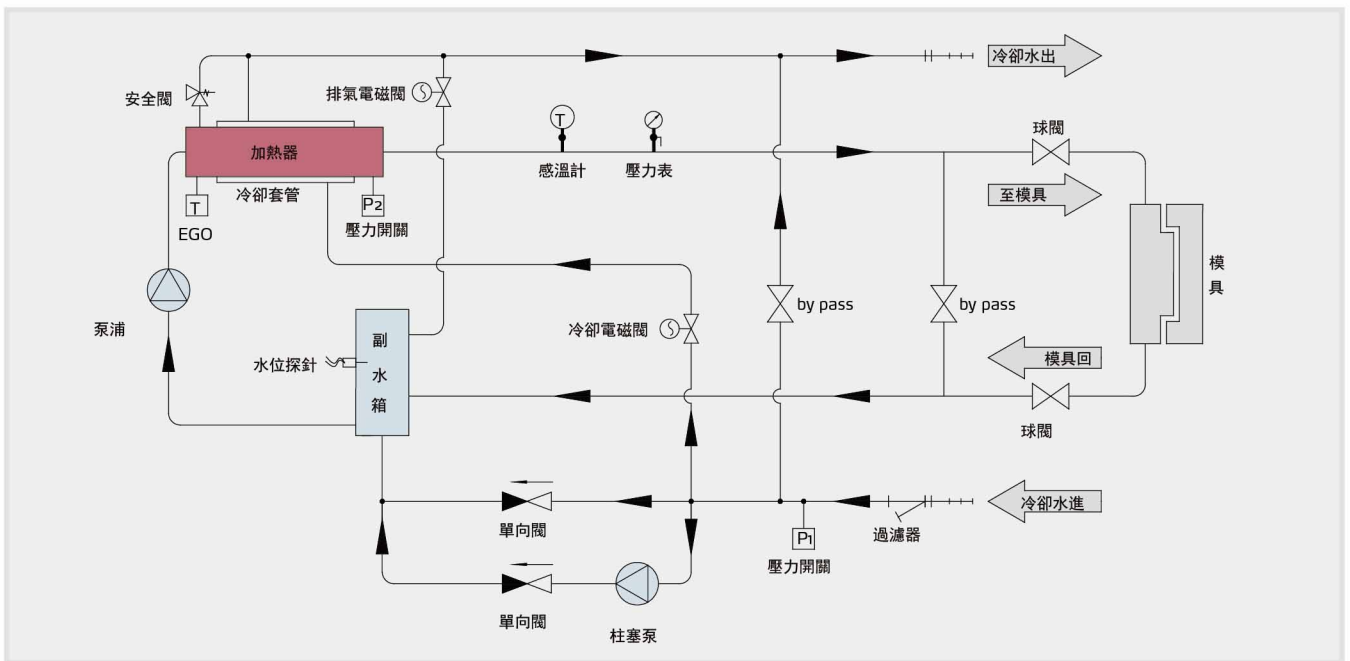 冷卻水出
安全閥
排氣電磁閥
T
球閥
加熱器
感溫計
壓力表
冷卻套管
至模具
T
P2
EGO
壓力開關
模
具
by pass
by pass
泵浦
冷卻電磁閥
副
水
箱
水位探針
模具回
球閥
單向閥
冷卻水進
過濾器
P1
壓力開關
單向閥
柱塞泵